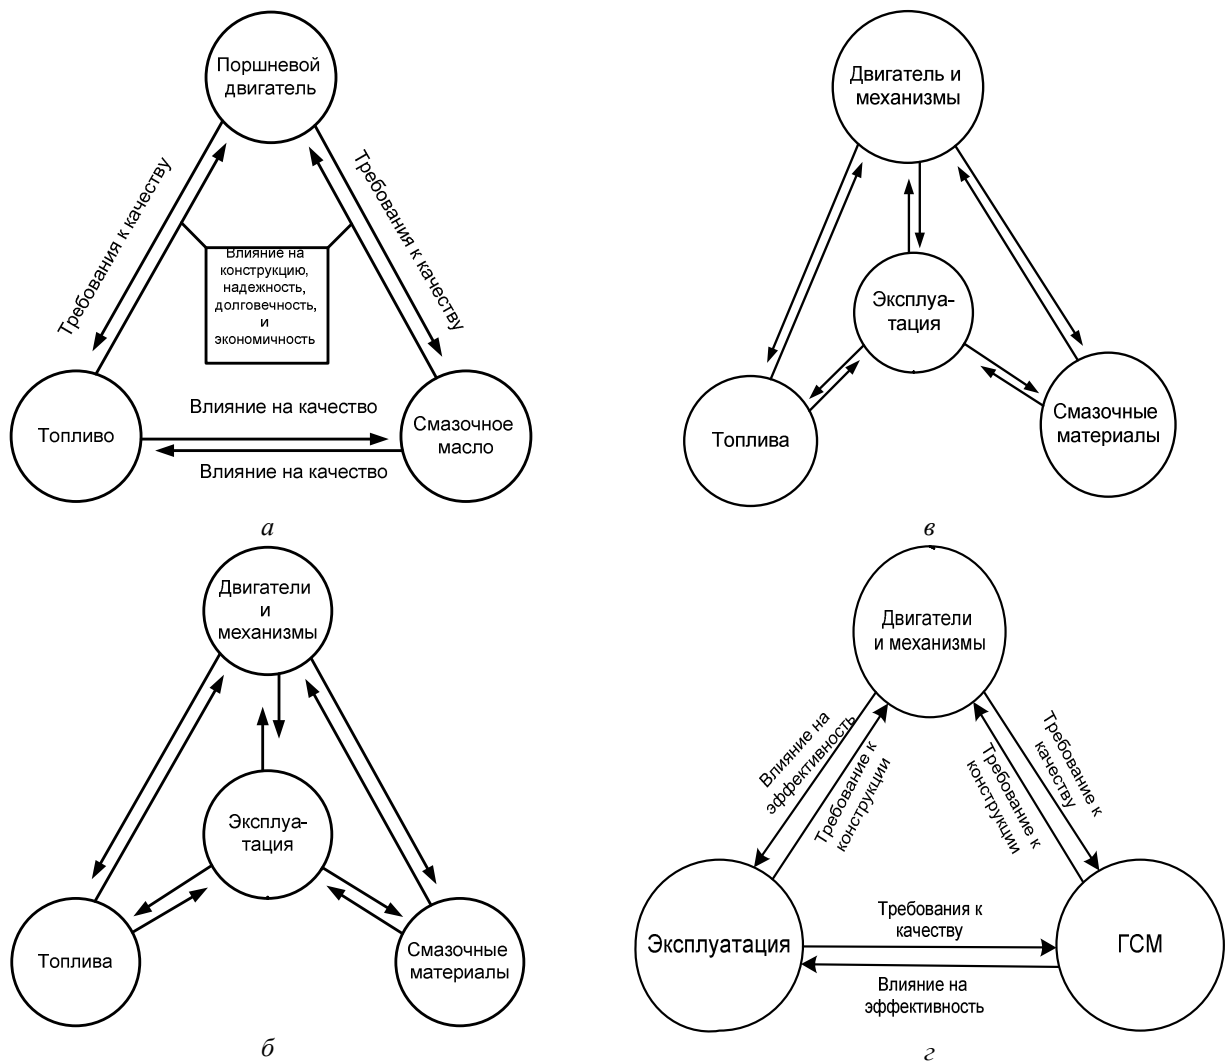 Поршневой
двигатель
Требования к качеству
Требования к качеству
Влияние на
конструкцию,
надежность,
долговечность,
и
экономичность
Топливо
Влияние на качество
Влияние на качество
Смазочное
масло
а
Двигатель и
механизмы
Эксплуа-
тация
Топлива
Смазочные
материалы
в
Двигатели
и
механизмы
Эксплуа-
тация
Топлива
Смазочные
материалы
б
Двигатели
и механизмы
Влияние на
эффективность
Требование к
конструкции
Требование к
конструкции
Требование к
качеству
Эксплуатация
Требования к
качеству
Влияние на
эффективность
ГСМ
г